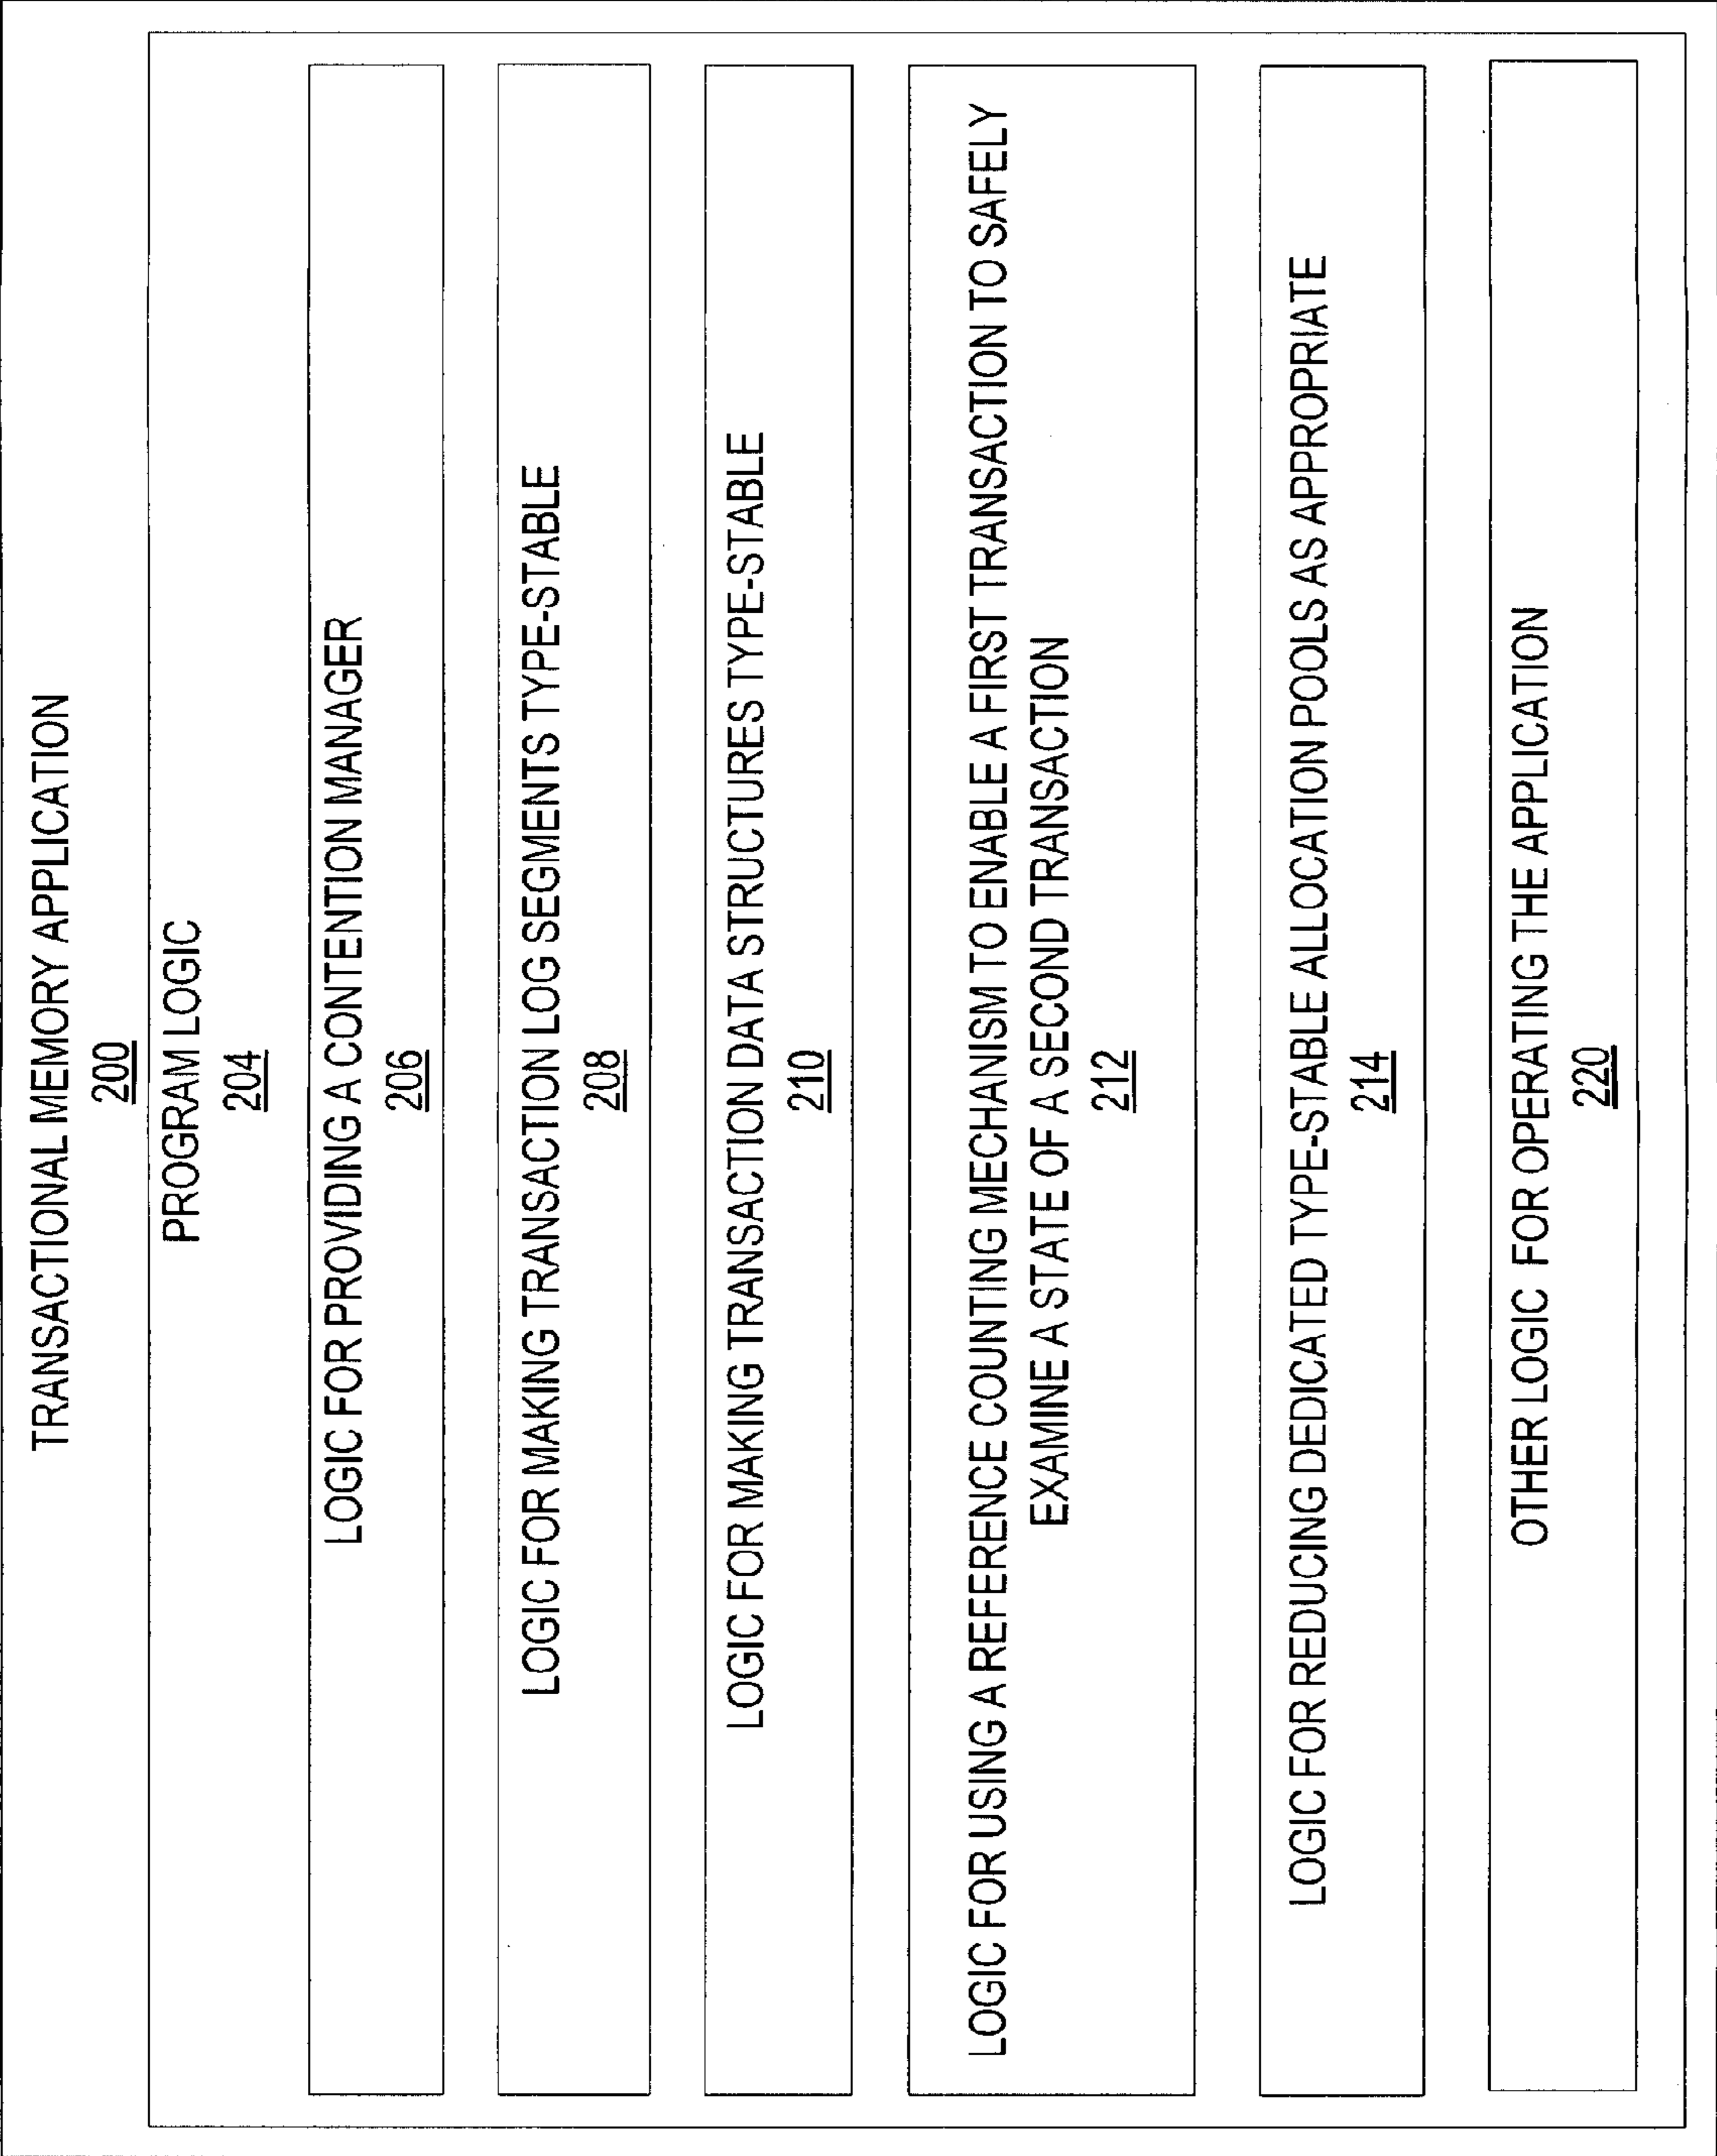 TRANSACTIONAL MEMORY APPLICATION
200
PROGRAM LOGIC
204
LOGIC FOR PROVIDING A CONTENTION MANAGER
206
LOGIC FOR MAKING TRANSACTION LOG SEGMENTS TYPE-STABLE
208
LOGIC FOR MAKING TRANSACTION DATA STRUCTURES TYPE-STABLE
210
LOGIC FOR USING A REFERENCE COUNTING MECHANISM TO ENABLE A FIRST TRANSACTION TO SAFELY
EXAMINE A STATE OF A SECOND TRANSACTION
212
LOGIC FOR REDUCING DEDICATED TYPE-STABLE ALLOCATION POOLS AS APPROPRIATE
214
OTHER LOGIC FOR OPERATING THE APPLICATION
220